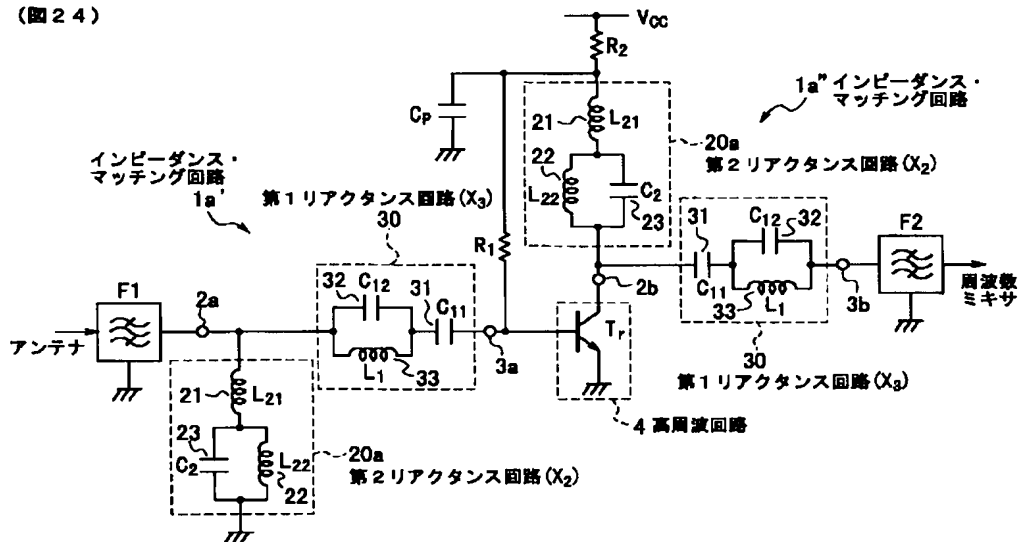 (図24)
VCC
R2
1a" インピーダンス・
マッチング回路
CP
21
L21
20a
第2リアクタンス回路(X2)
22
L22
C2
23
インピーダンス・
マッチング回路
1a'
第1リアクタンス回路(X3)
30
R1
31
C12
32
F2
C11
33
L1
3b
周波数
ミキサ
2b
30
第1リアクタンス回路(X3)
F1
2a
アンテナ
32
C12
31
C11
L1
33
3a
Tr
4 高周波回路
21
L21
23
C2
L22
22
20a
第2リアクタンス回路(X2)